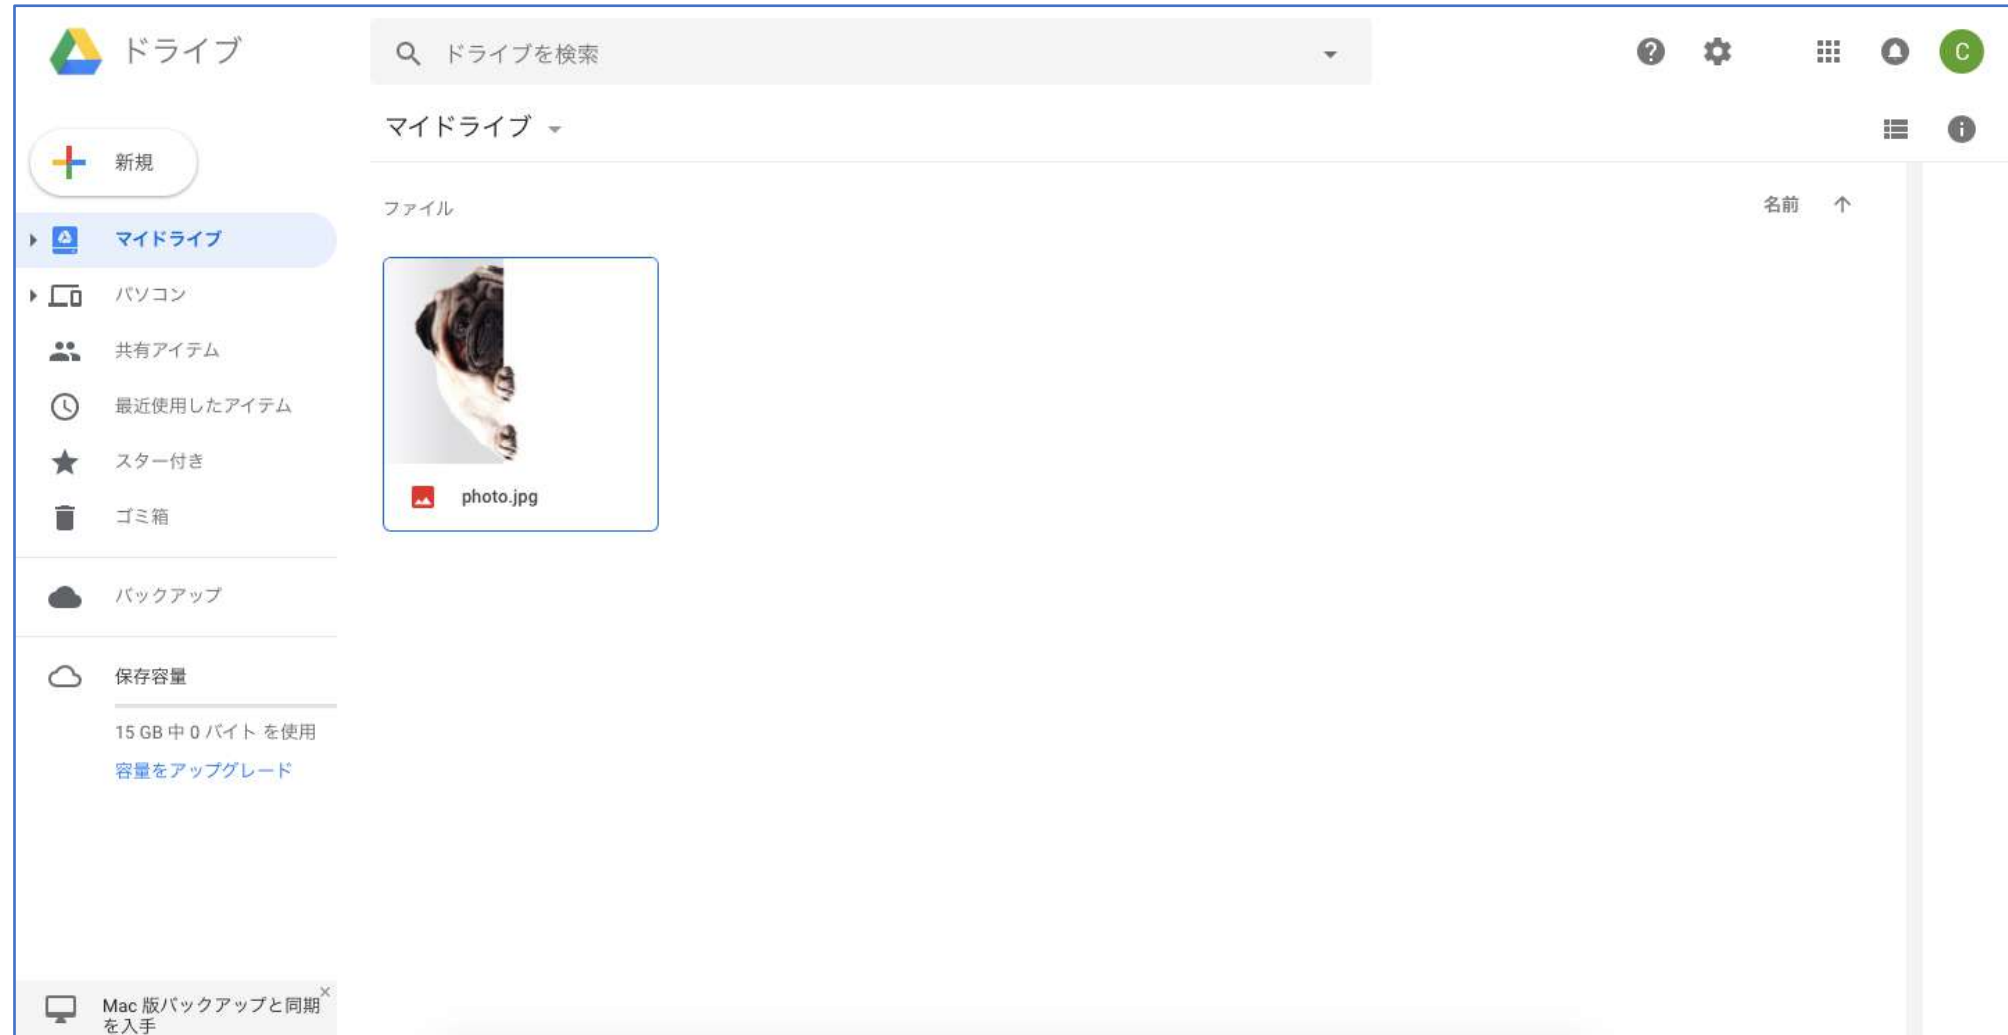 ドライブ
ドライブを検索
C
マイドライブ
新規
ファイル
名前
マイドライブ
パソコン
共有アイテム
最近使用したアイテム
スター付き
ゴミ箱
photo.jpg
バックアップ
保存容量
15 GB 中 0 バイト を使用
容量をアップグレード
Mac 版バックアップと同期
を入手